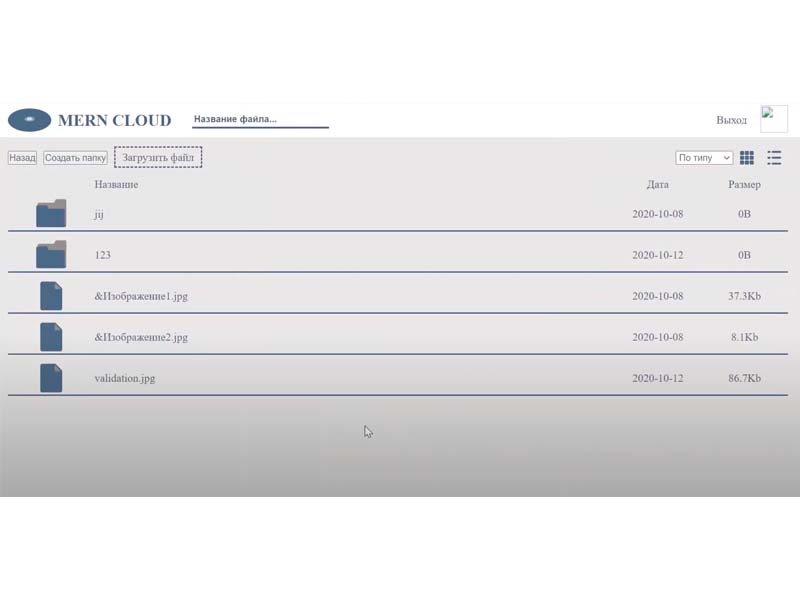 MERN CLOUD Название файла... Выход
Назад Создать папку Загрузить файл По типу
Название Дата Размер
jij 2020-10-08 0B
123 2020-10-12 0B
&Изображение1.jpg 2020-10-08 37.3Kb
&Изображение2.jpg 2020-10-08 8.1Kb
validation.jpg 2020-10-12 86.7Kb